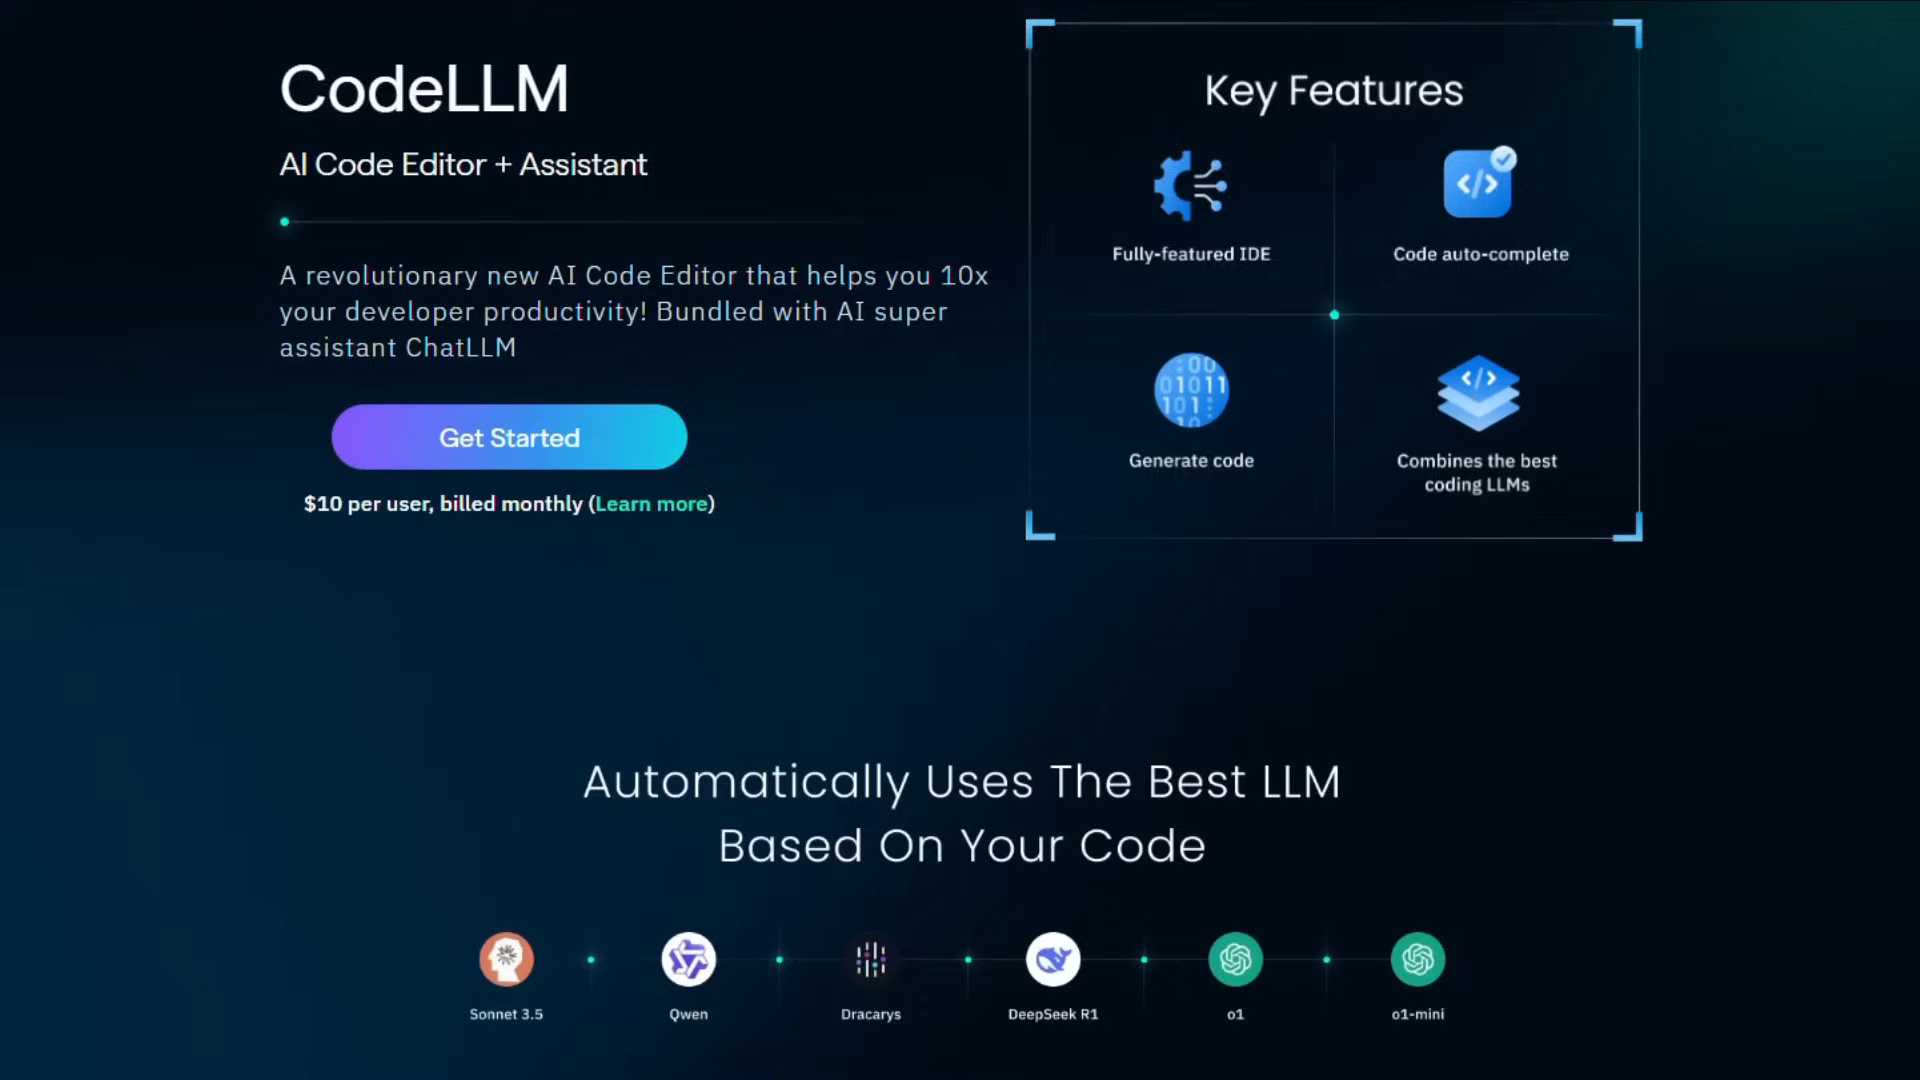 CodeLLM
AI Code Editor + Assistant
A revolutionary new AI Code Editor that helps you 10x
your developer productivity! Bundled with AI super
assistant ChatLLM
Get Started
$10 per user, billed monthly (Learn more)
Key Features
Fully-featured IDE
Code auto-complete
Generate code
Combines the best
coding LLMs
Automatically Uses The Best LLM
Based On Your Code
Sonnet 3.5
Qwen
Dracarys
DeepSeek R1
o1
o1-mini